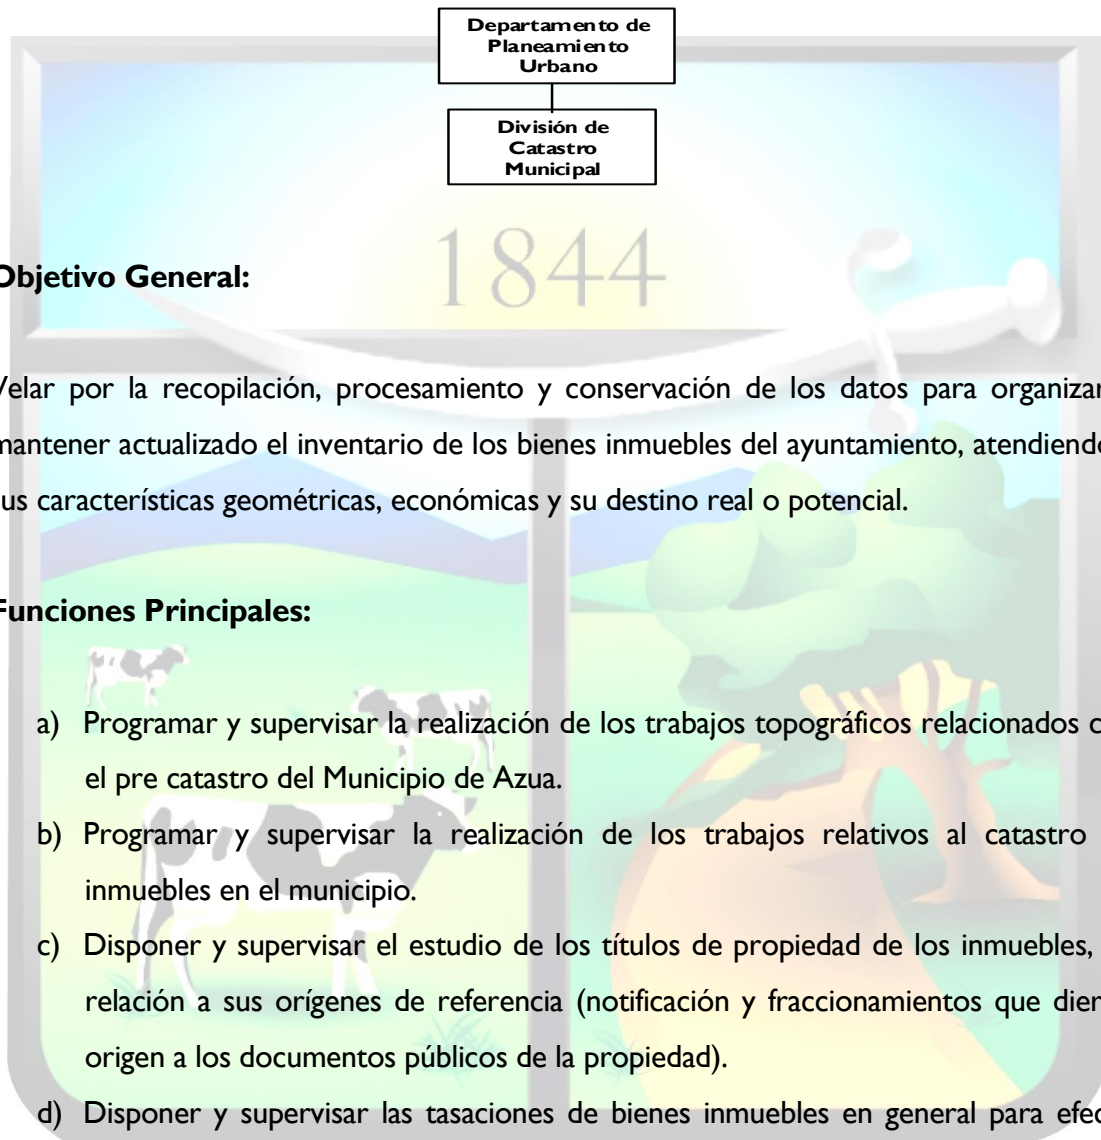 Departamento de
Planeamiento
Urbano
División de
Catastro
Municipal
1844
Objetivo General:
Velar por la recopilación, procesamiento y conservación de los datos para organizar
mantener actualizado el inventario de los bienes inmuebles del ayuntamiento, atendiendo
sus características geométricas, económicas y su destino real o potencial.
Funciones Principales:
a) Programar y supervisar la realización de los trabajos topográficos relacionados c
el pre catastro del Municipio de Azua.
b) Programar y supervisar la realización de los trabajos relativos al catastro
inmuebles en el municipio.
c) Disponer y supervisar el estudio de los títulos de propiedad de los inmuebles,
relación a sus orígenes de referencia (notificación y fraccionamientos que dier
origen a los documentos públicos de la propiedad).
d) Disponer y supervisar las tasaciones de bienes inmuebles en general para efec